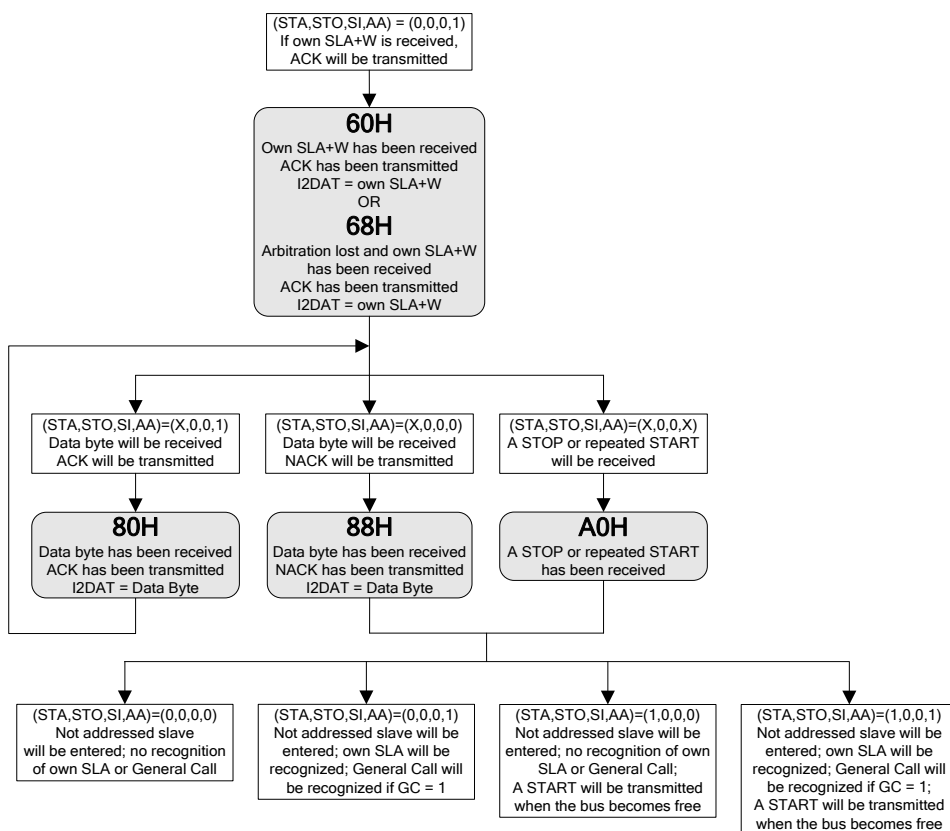 (STA,STO,SI,AA) = (0,0,0,1)
If own SLA+W is received,
ACK will be transmitted
60H
Own SLA+W has been received
ACK has been transmitted
I2DAT = own SLA+W
OR
68H
Arbitration lost and own SLA+W
has been received
ACK has been transmitted
I2DAT = own SLA+W
(STA,STO,SI,AA)=(X,0,0,1)
Data byte will be received
ACK will be transmitted
(STA,STO,SI,AA)=(X,0,0,0)
Data byte will be received
NACK will be transmitted
(STA,STO,SI,AA)=(X,0,0,X)
A STOP or repeated START
will be received
80H
Data byte has been received
ACK has been transmitted
I2DAT = Data Byte
88H
Data byte has been received
NACK has been transmitted
I2DAT = Data Byte
A0H
A STOP or repeated START
has been received
(STA,STO,SI,AA)=(0,0,0,0)
Not addressed slave
will be entered; no recognition
of own SLA or General Call
(STA,STO,SI,AA)=(0,0,0,1)
Not addressed slave will be
entered; own SLA will be
recognized; General Call will
be recognized if GC = 1
(STA,STO,SI,AA)=(1,0,0,0)
Not addressed slave will be
entered; no recognition of own
SLA or General Call;
A START will be transmitted
when the bus becomes free
(STA,STO,SI,AA)=(1,0,0,1)
Not addressed slave will be
entered; own SLA will be
recognized; General Call will
be recognized if GC = 1;
A START will be transmitted
when the bus becomes free